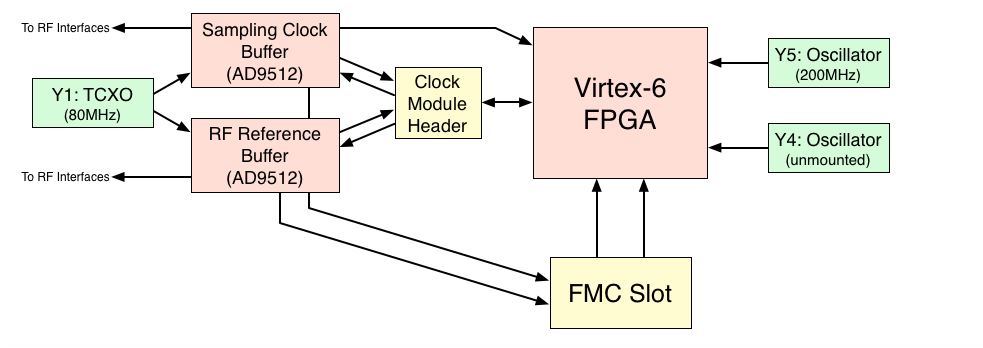 To RF Interfaces
Sampling Clock
Buffer
(AD9512)
Y1: TCXO
(80MHz)
RF Reference
Buffer
(AD9512)
To RF Interfaces
Clock
Module
Header
Virtex-6
FPGA
Y5: Oscillator
(200MHz)
Y4: Oscillator
(unmounted)
FMC Slot